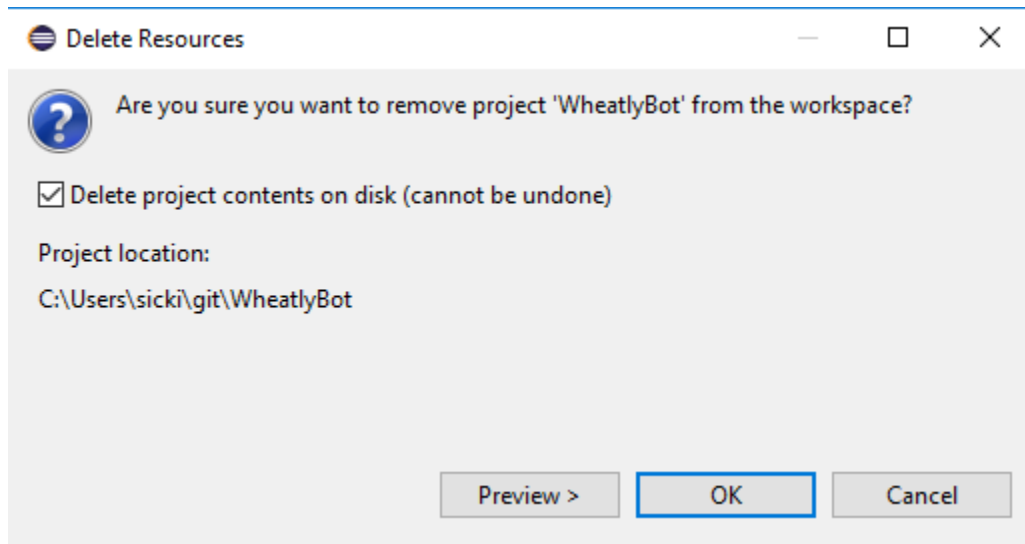 Delete Resources
Are you sure you want to remove project 'WheatlyBot' from the workspace?
Delete project contents on disk (cannot be undone)
Project location:
C:\Users\sicki\git\WheatlyBot
Preview >
OK
Cancel